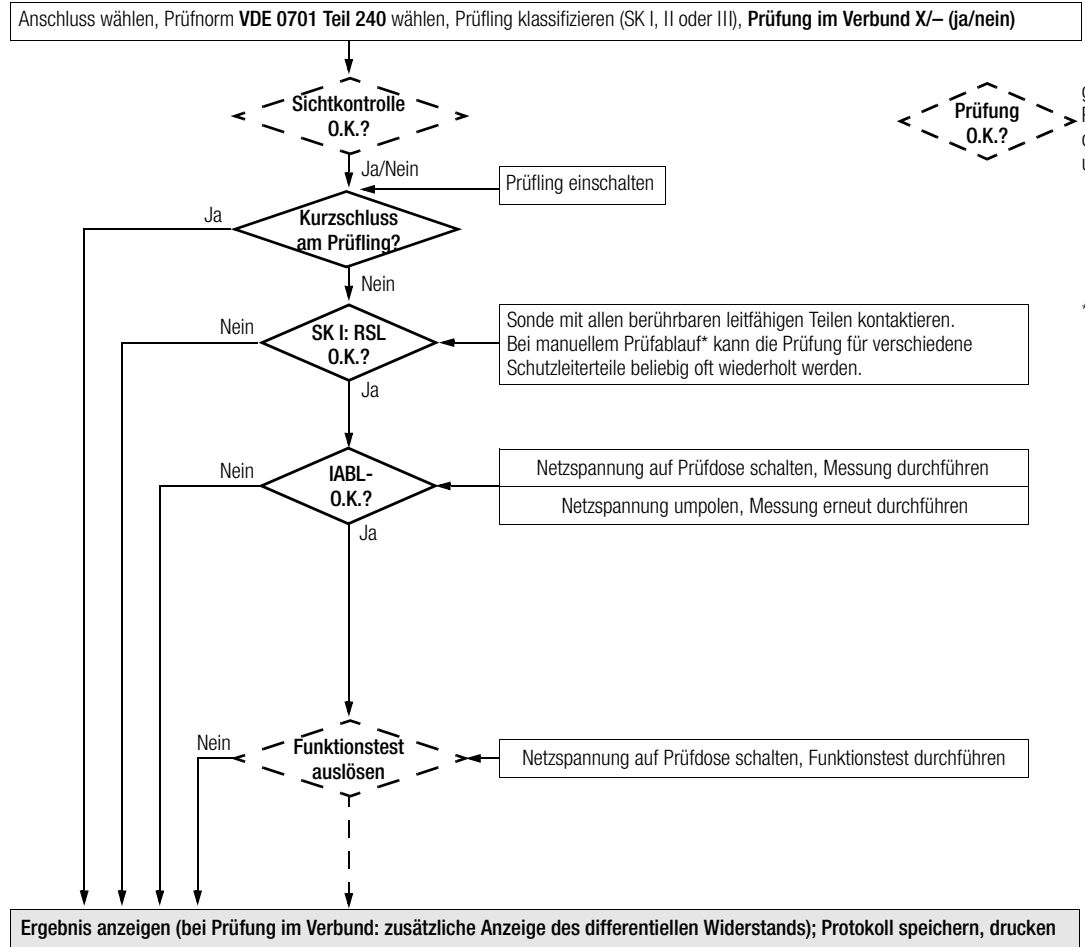 Anschluss wählen, Prüfnorm VDE 0701 Teil 240 wählen, Prüfling klassifizieren (SK I, II oder III), Prüfung im Verbund X/– (ja/nein)
Sichtkontrolle
O.K.?
Prüfung
O.K.?
Ja/Nein
Prüfling einschalten
Ja
Kurzschluss
am Prüfling?
Nein
Nein
SK I: RSL
O.K.?
Sonde mit allen berührbaren leitfähigen Teilen kontaktieren.
Bei manuellem Prüfablauf* kann die Prüfung für verschiedene
Schutzleiterteile beliebig oft wiederholt werden.
*
Ja
Nein
IABL-
O.K.?
Netzspannung auf Prüfdose schalten, Messung durchführen
Netzspannung umpolen, Messung erneut durchführen
Ja
Nein
Funktionstest
auslösen
Netzspannung auf Prüfdose schalten, Funktionstest durchführen
Ergebnis anzeigen (bei Prüfung im Verbund: zusätzliche Anzeige des differentiellen Widerstands); Protokoll speichern, drucken